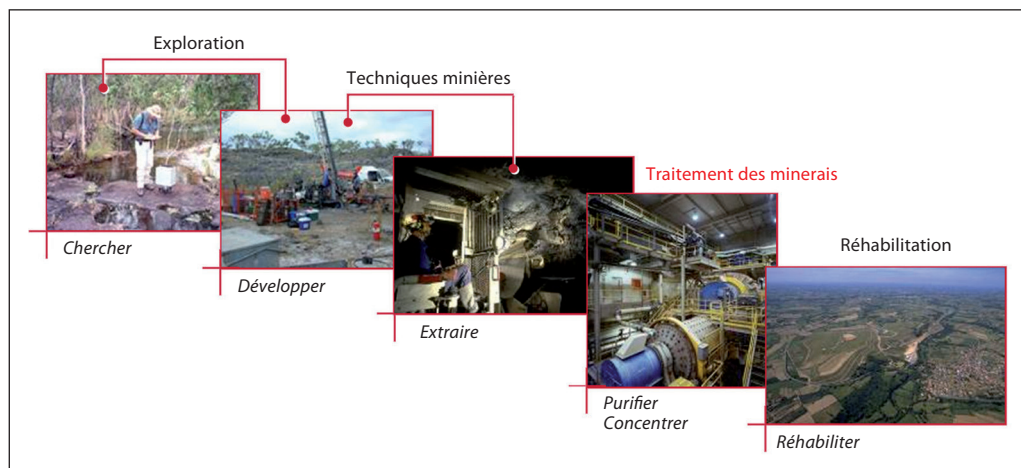 Exploration
Techniques minières
Traitement des minerais
Réhabilitation
Chercher
Développer
Extraire
Purifier
Concentrer
Réhabiliter